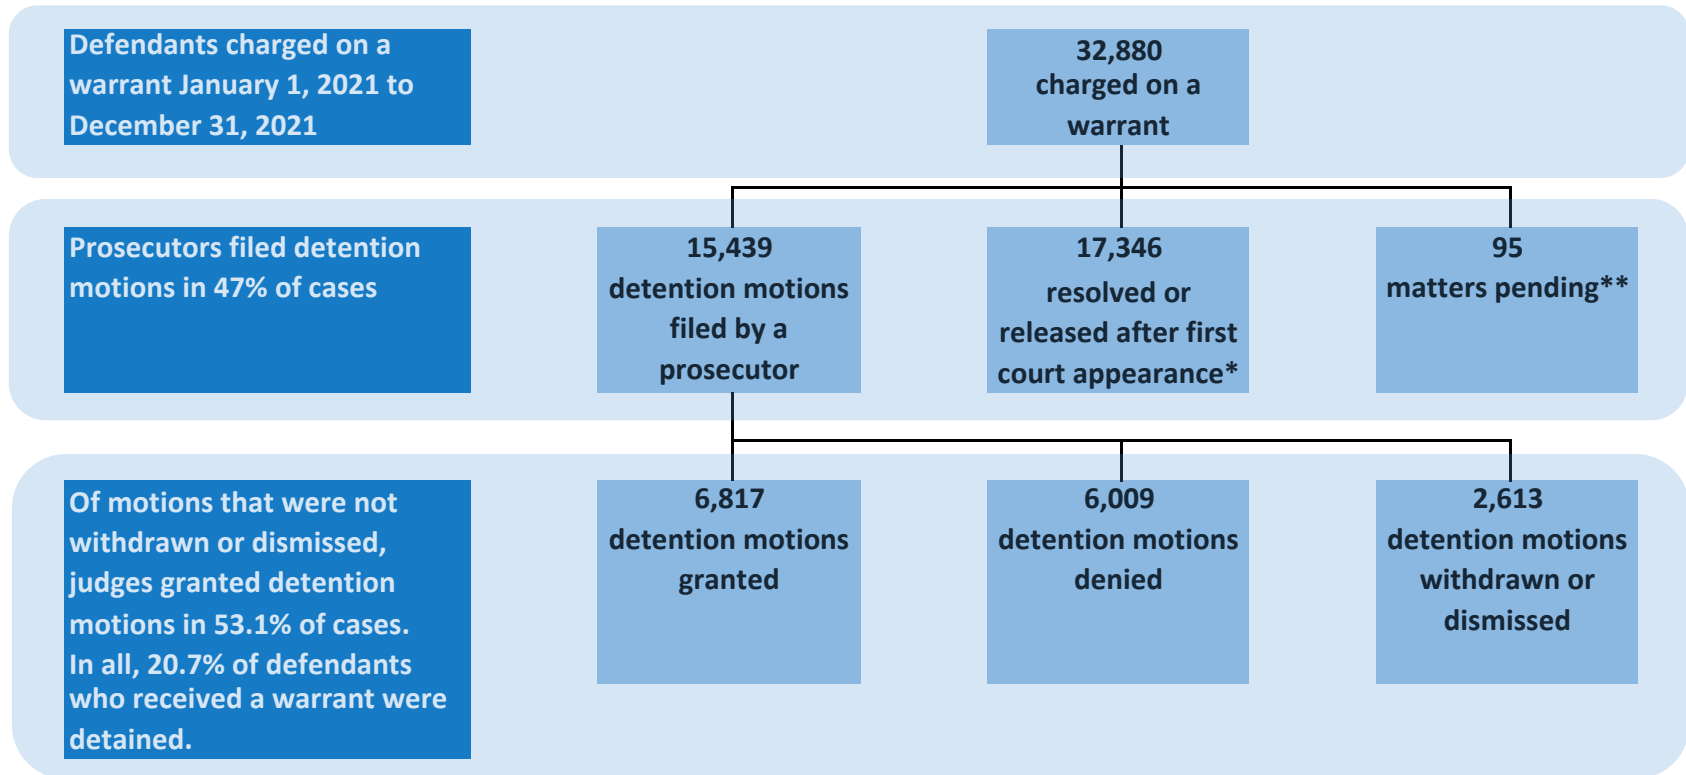 Defendants charged on a
warrant January 1, 2021 to
December 31, 2021
32,880
charged on a
warrant
Prosecutors filed detention
motions in 47% of cases
15,439
detention motions
filed by a
prosecutor
17,346
resolved or
released after first
court appearance*
95
matters pending**
Of motions that were not
withdrawn or dismissed,
judges granted detention
motions in 53.1% of cases.
In all, 20.7% of defendants
who received a warrant were
detained.
6,817
detention motions
granted
6,009
detention motions
denied
2,613
detention motions
withdrawn or
dismissed